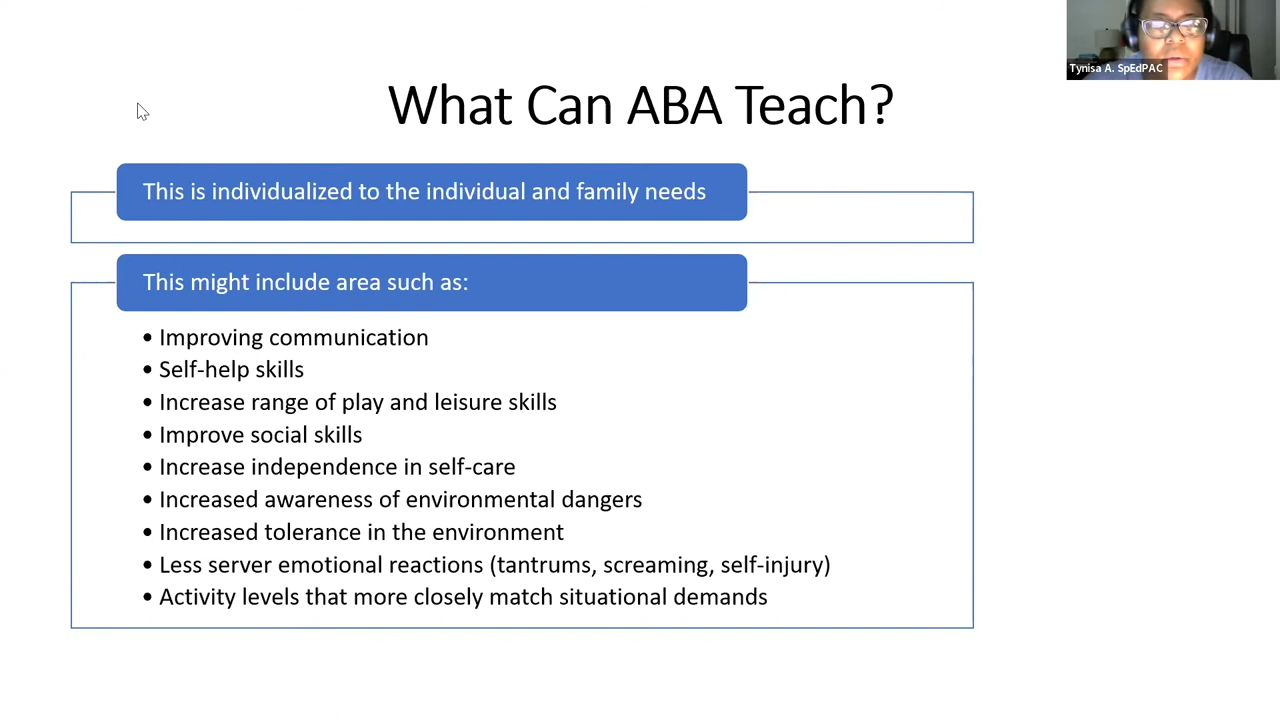 Tynisa A. SpEdPAC
What Can ABA Teach?
This is individualized to the individual and family needs
This might include area such as:
• Improving communication
• Self-help skills
• Increase range of play and leisure skills
• Improve social skills
• Increase independence in self-care
• Increased awareness of environmental dangers
• Increased tolerance in the environment
• Less server emotional reactions (tantrums, screaming, self-injury)
• Activity levels that more closely match situational demands